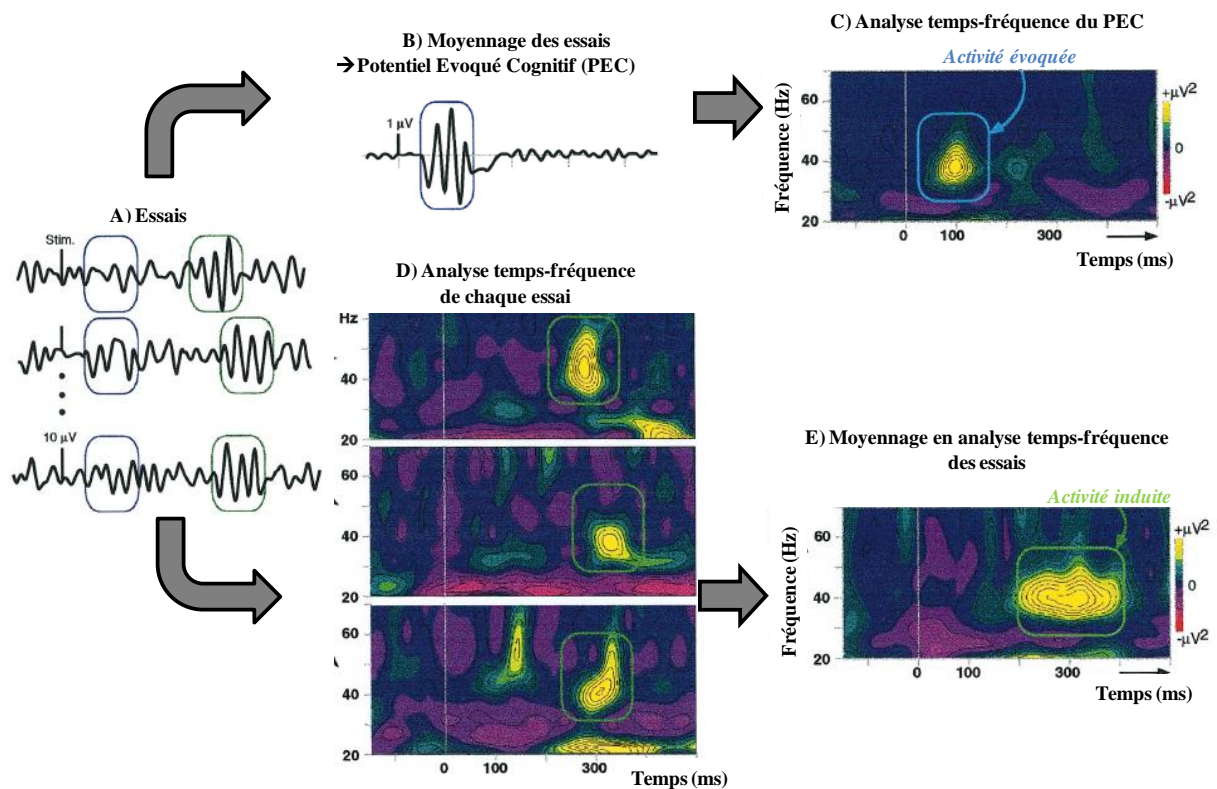 A) Essais
Stim.
10 µV
B) Moyennage des essais
→Potentiel Evoqué Cognitif (PEC)
1 µV
C) Analyse temps-fréquence du PEC
Activité évoquée
Fréquence (Hz)
60
40
20
0
100
300
Temps (ms)
+µV2
0
-µV2
D) Analyse temps-fréquence
de chaque essai
Hz
40
20
60
40
20
60
40
20
0
100
300
Temps (ms)
E) Moyennage en analyse temps-fréquence
des essais
Activité induite
Fréquence (Hz)
60
40
20
0
100
300
Temps (ms)
+µV2
0
-µV2